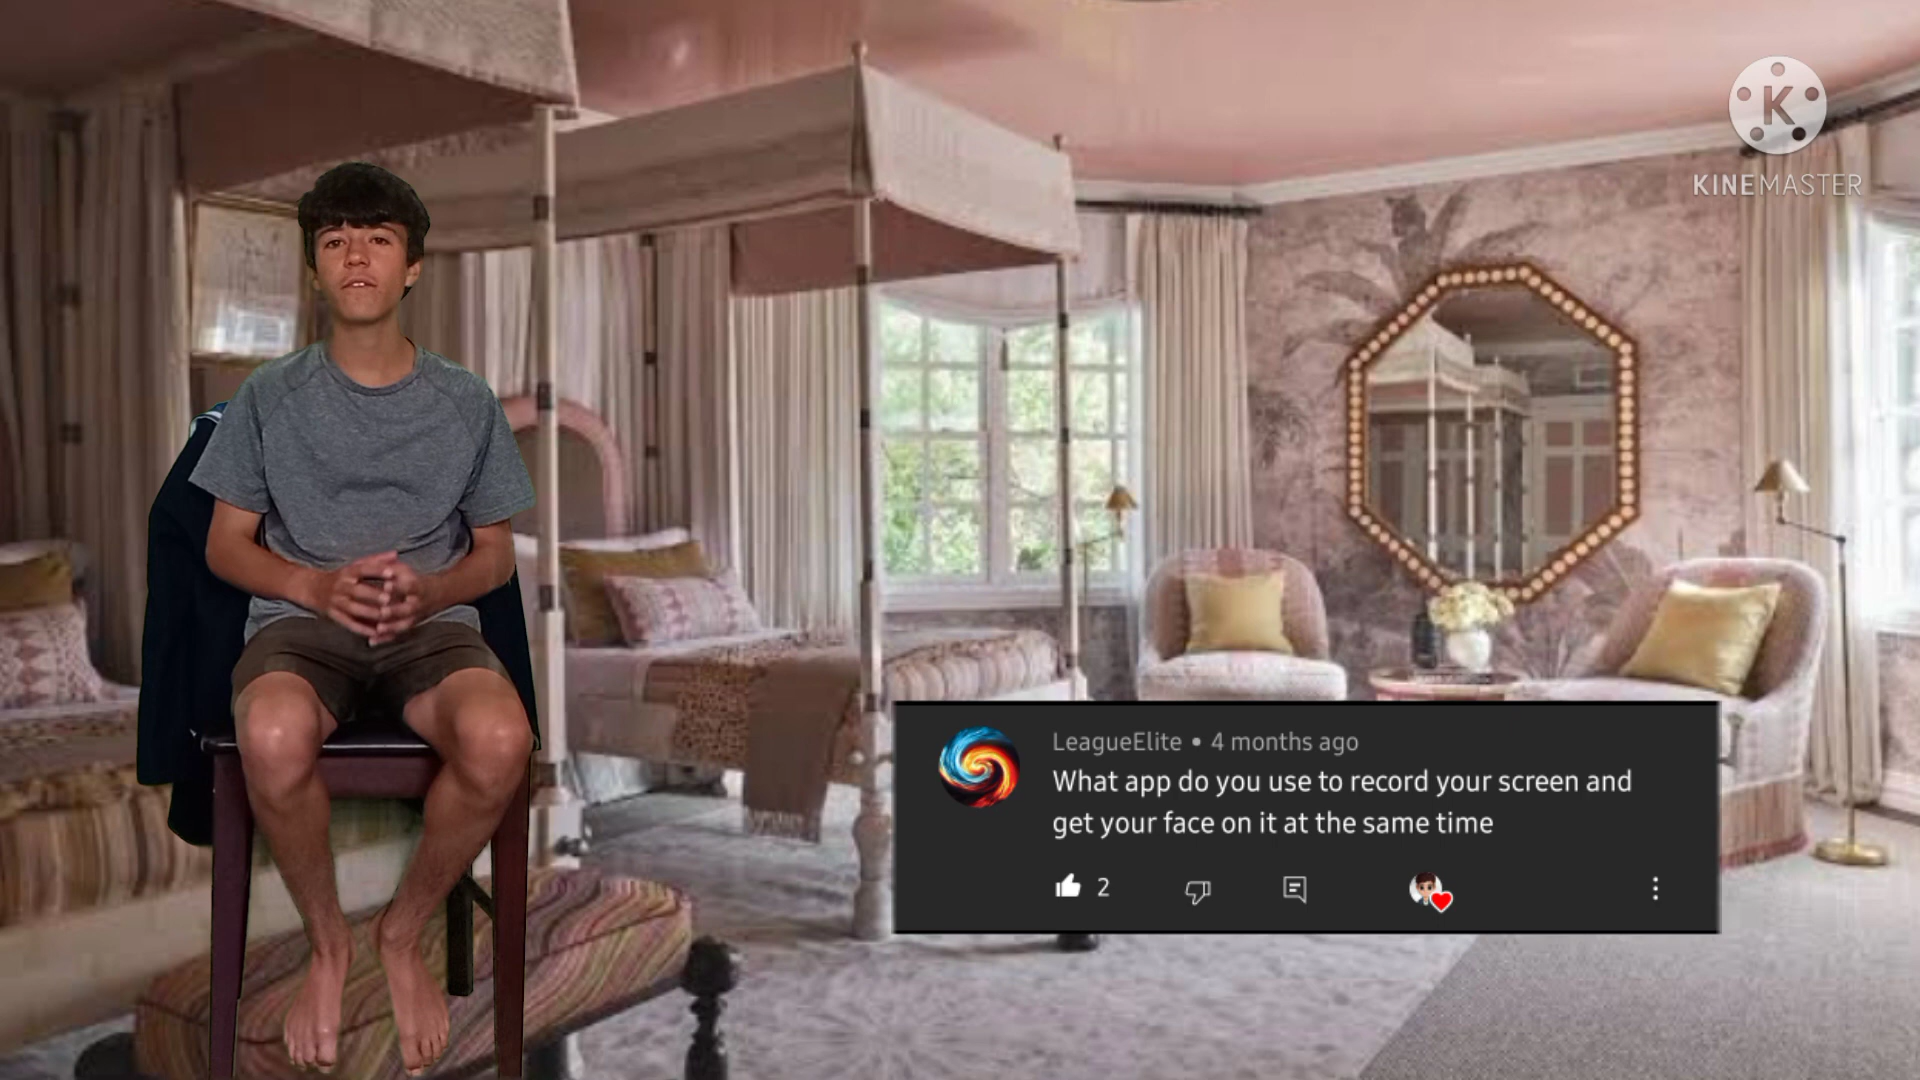 K
KINEMASTER
LeagueElite • 4 months ago
What app do you use to record your screen and
get your face on it at the same time
2